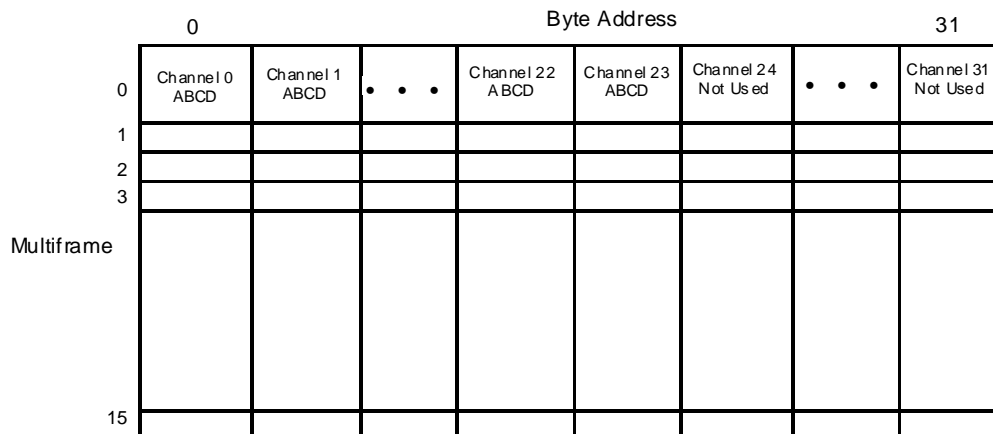 0 Byte Address 31
0 Channel 0 Channel 1 • • • Channel 22 Channel 23 Channel 24 • • • Channel 31
ABCD ABCD ABCD ABCD Not Used Not Used
1
2
3
Multiframe
15